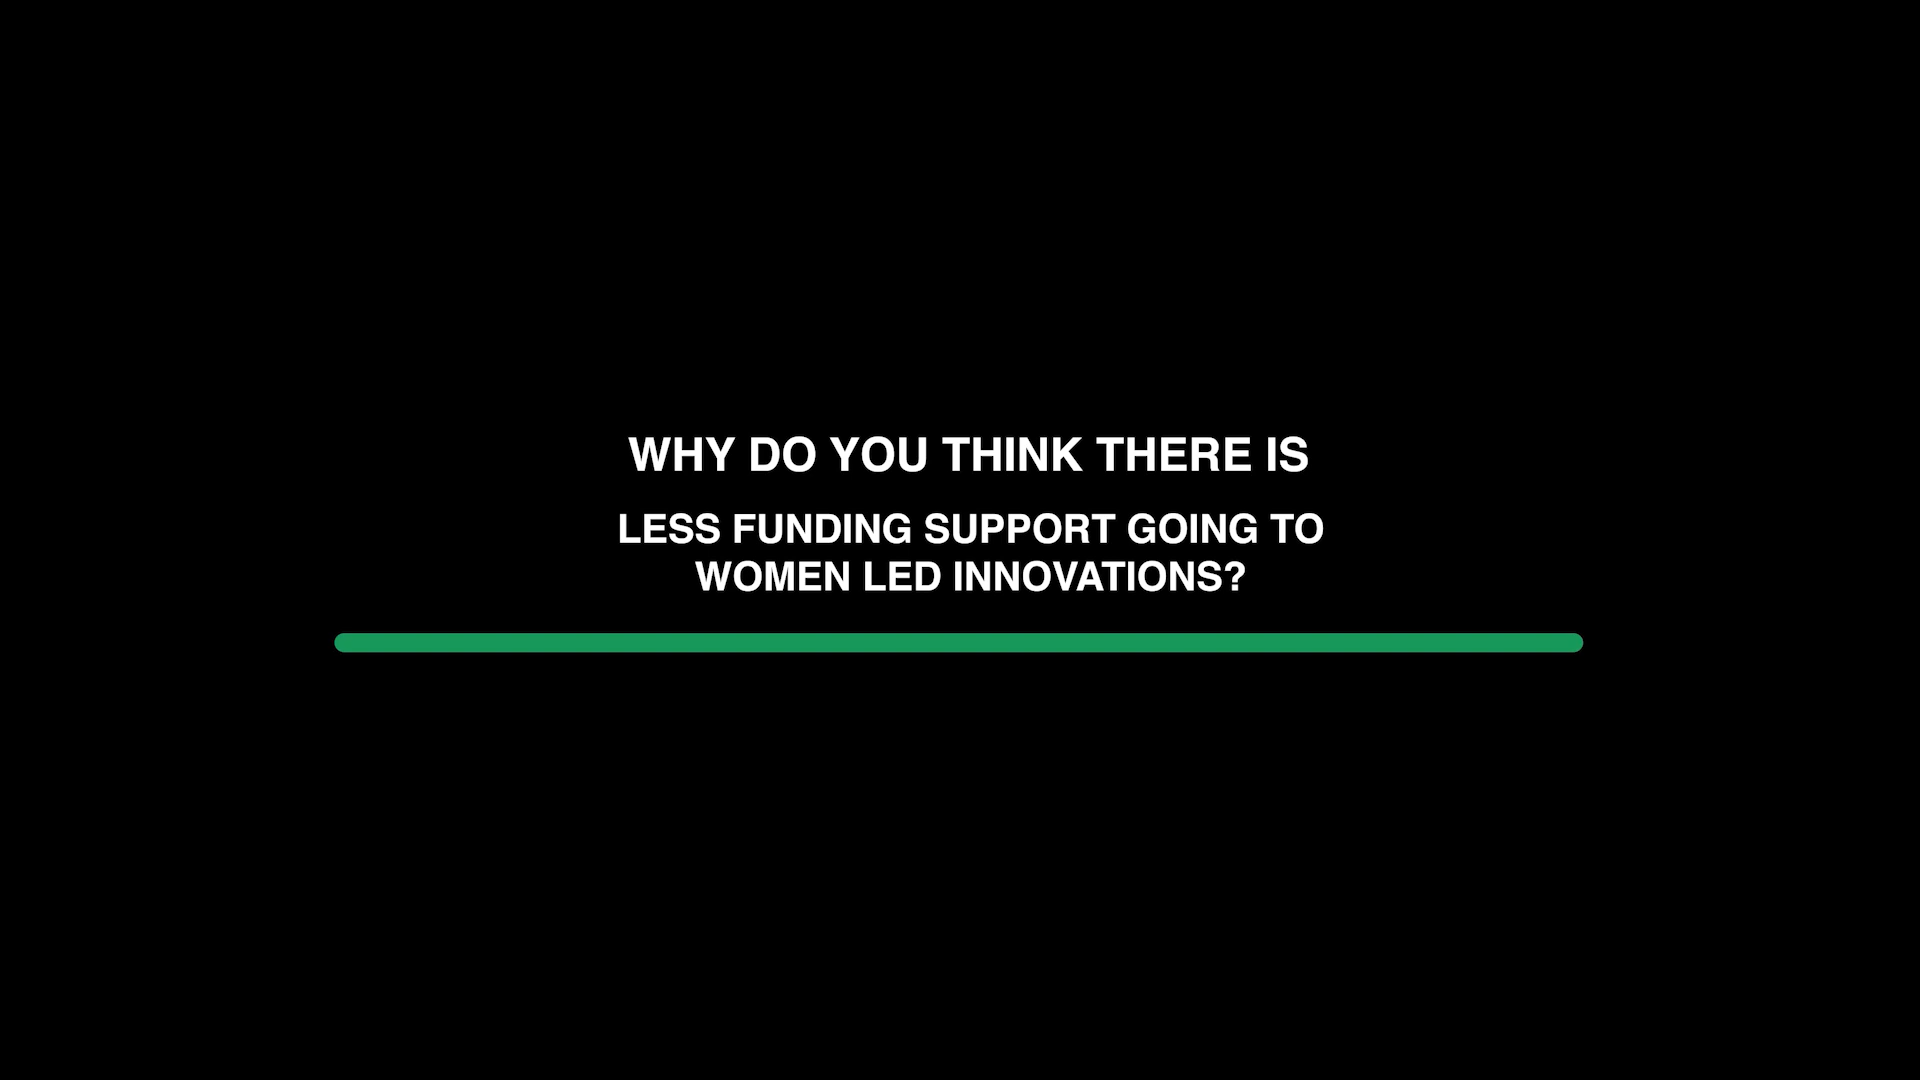 WHY DO YOU THINK THERE IS
LESS FUNDING SUPPORT GOING TO
WOMEN LED INNOVATIONS?